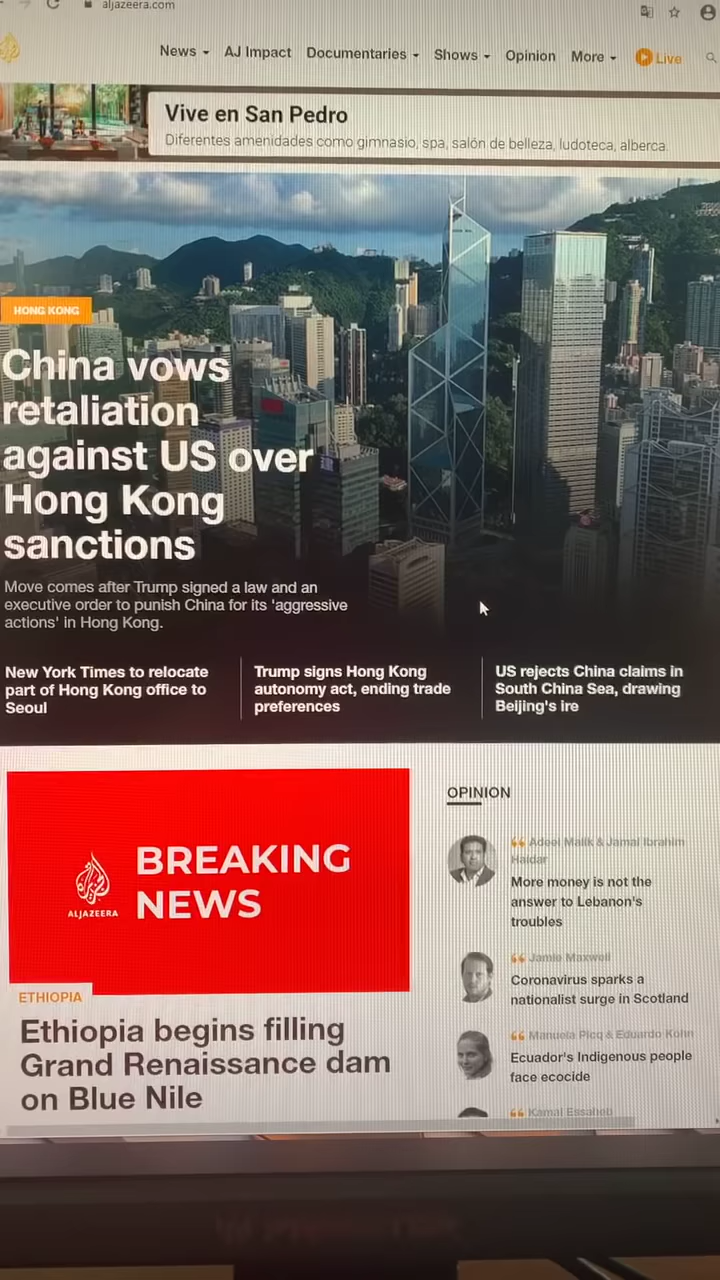 aljazeera.com
News
AJ Impact
Documentaries
Shows
Opinion
More
Live
Vive en San Pedro
Diferentes amenidades como gimnasio, spa, salón de belleza, ludoteca, alberca.
HONG KONG
China vows
retaliation
against US over
Hong Kong
sanctions
Move comes after Trump signed a law and an
executive order to punish China for its 'aggressive
actions' in Hong Kong.
New York Times to relocate
part of Hong Kong office to
Seoul
Trump signs Hong Kong
autonomy act, ending trade
preferences
US rejects China claims in
South China Sea, drawing
Beijing's ire
BREAKING
NEWS
ALJAZEERA
ETHIOPIA
Ethiopia begins filling
Grand Renaissance dam
on Blue Nile
OPINION
Adeel Malik & Jamal Ibrahim
Haidar
More money is not the
answer to Lebanon's
troubles
Jamie Maxwell
Coronavirus sparks a
nationalist surge in Scotland
Manuela Picq & Eduardo Kohn
Ecuador's Indigenous people
face ecocide
Kamal